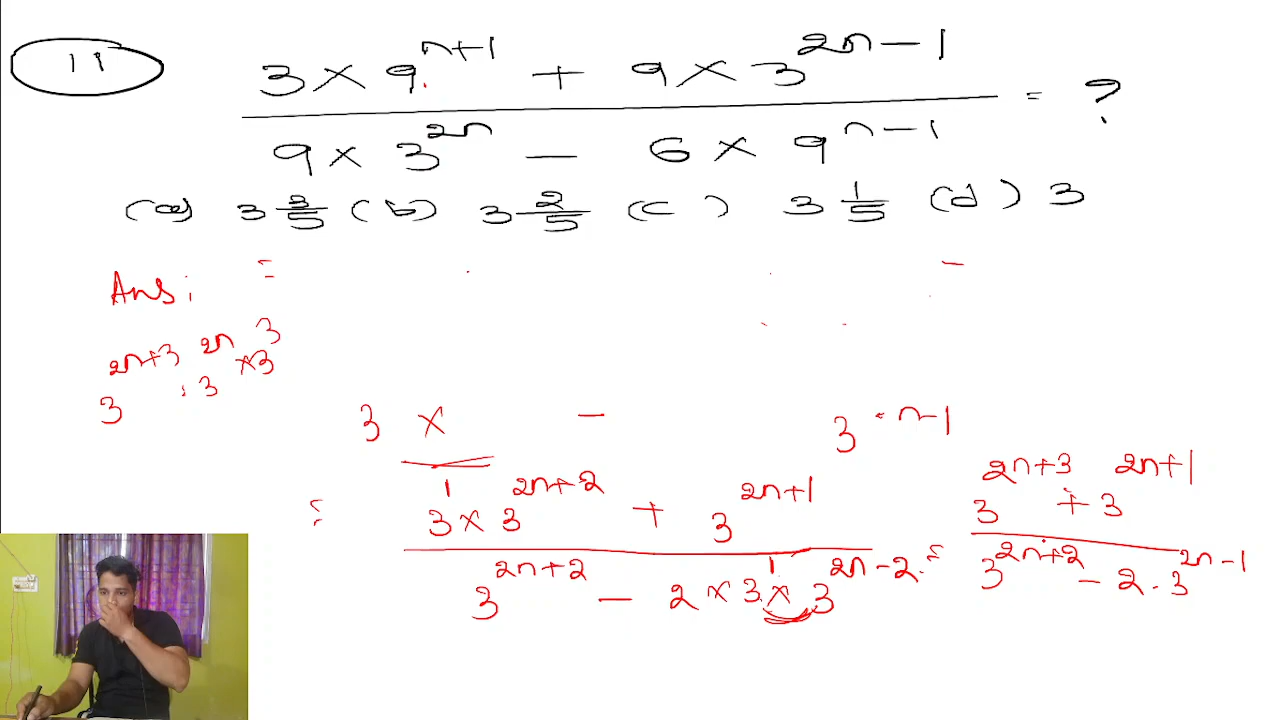 11
3 × 9^(n+1) + 9 × 3^(2n-1)
9 × 3^(2n) - 6 × 9^(n-1)
= ?
(a) 3 3/5 (b) 3 2/5 (c) 3 1/5 (d) 3
Ans:
3^(2n+3) : 3^(2n) × 3^3
3 × - 3^(n-1)
= (3^1 × 3^(2n+2) + 3^(2n+1)) / (3^(2n+2) - 2 × 3^1 × 3^(2n-2)) = (3^(2n+3) + 3^(2n+1)) / (3^(2n+2) - 2 · 3^(2n-1))